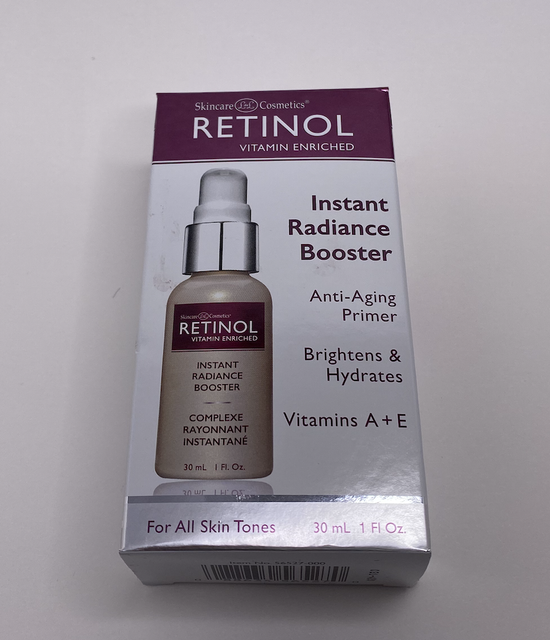 Skincare L de L Cosmetics®
RETINOL
VITAMIN ENRICHED
Instant
Radiance
Booster
Anti-Aging
Primer
Brightens &
Hydrates
Vitamins A + E
Skincare Cosmetics®
RETINOL
VITAMIN ENRICHED
INSTANT
RADIANCE
BOOSTER
COMPLEXE
RAYONNANT
INSTANTANÉ
30 mL 1 Fl. Oz.
For All Skin Tones
30 mL 1 Fl Oz.